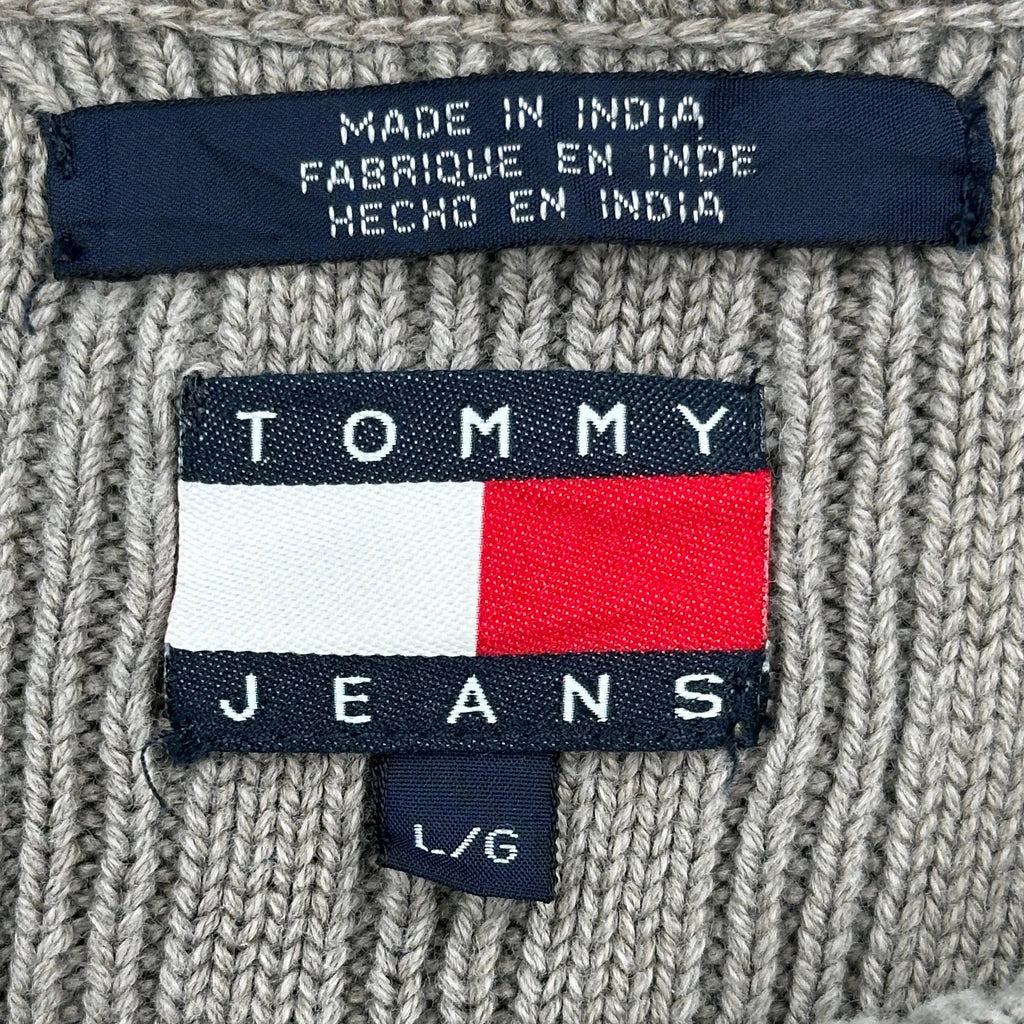 MADE IN INDIA
FABRIQUE EN INDE
HECHO EN INDIA
TOMMY
JEANS
L/G